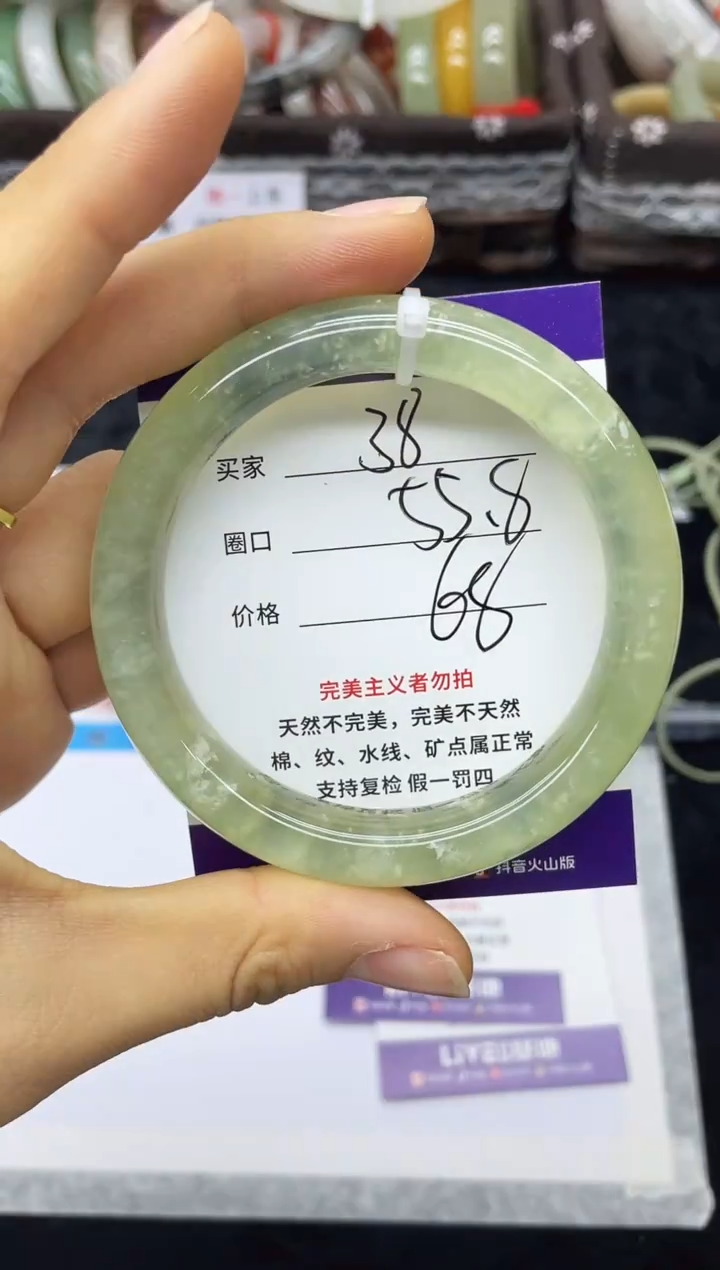 买家 38
圈口 55.8
价格 68
完美主义者勿拍
天然不完美，完美不天然
棉、纹、水线、矿点属正常
支持复检 假一罚四
抖音火山版